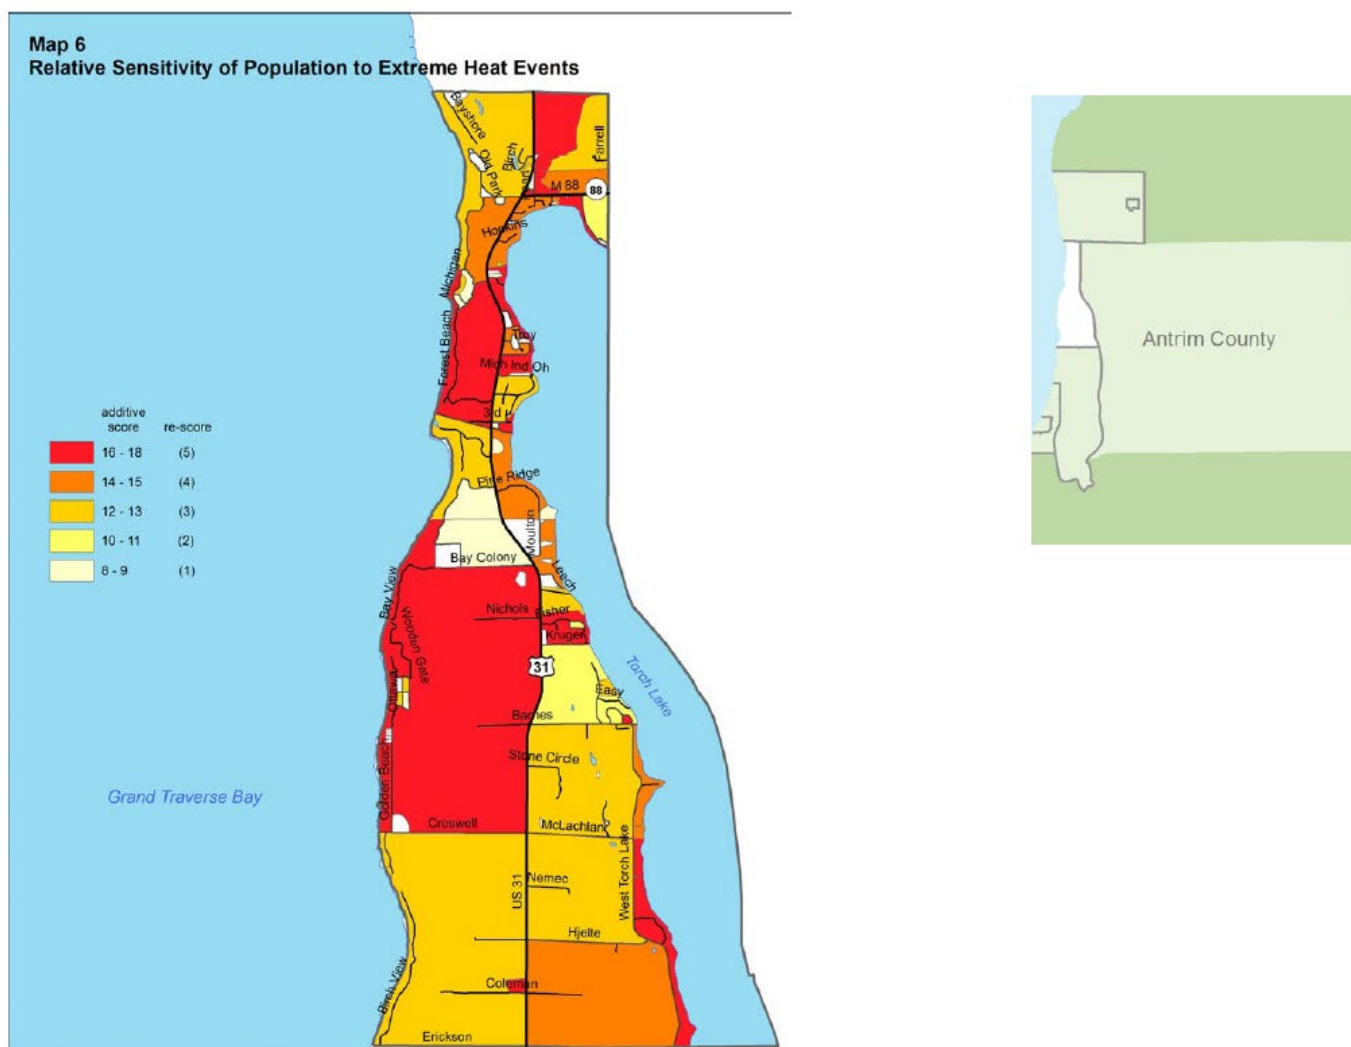 Map 6
Relative Sensitivity of Population to Extreme Heat Events
Bayshore
Old Park
Birch
Farrell
M 88
88
Hopkins
Michigan
Forest Beach
Troy
Mich Ind Oh
3rd
additive score
re-score
16 - 18 (5)
14 - 15 (4)
12 - 13 (3)
10 - 11 (2)
8 - 9 (1)
Pine Ridge
Moulton
Bay Colony
Leech
Bay View
Nichols
Fisher
Wooden Gate
Kruger
31
Torch Lake
Ottawa
Easy
Barnes
Stone Circle
Golden Beach
Grand Traverse Bay
Creswell
McLachlan
West Torch Lake
US 31
Nemec
Hjelte
Birch View
Coleman
Erickson
Antrim County